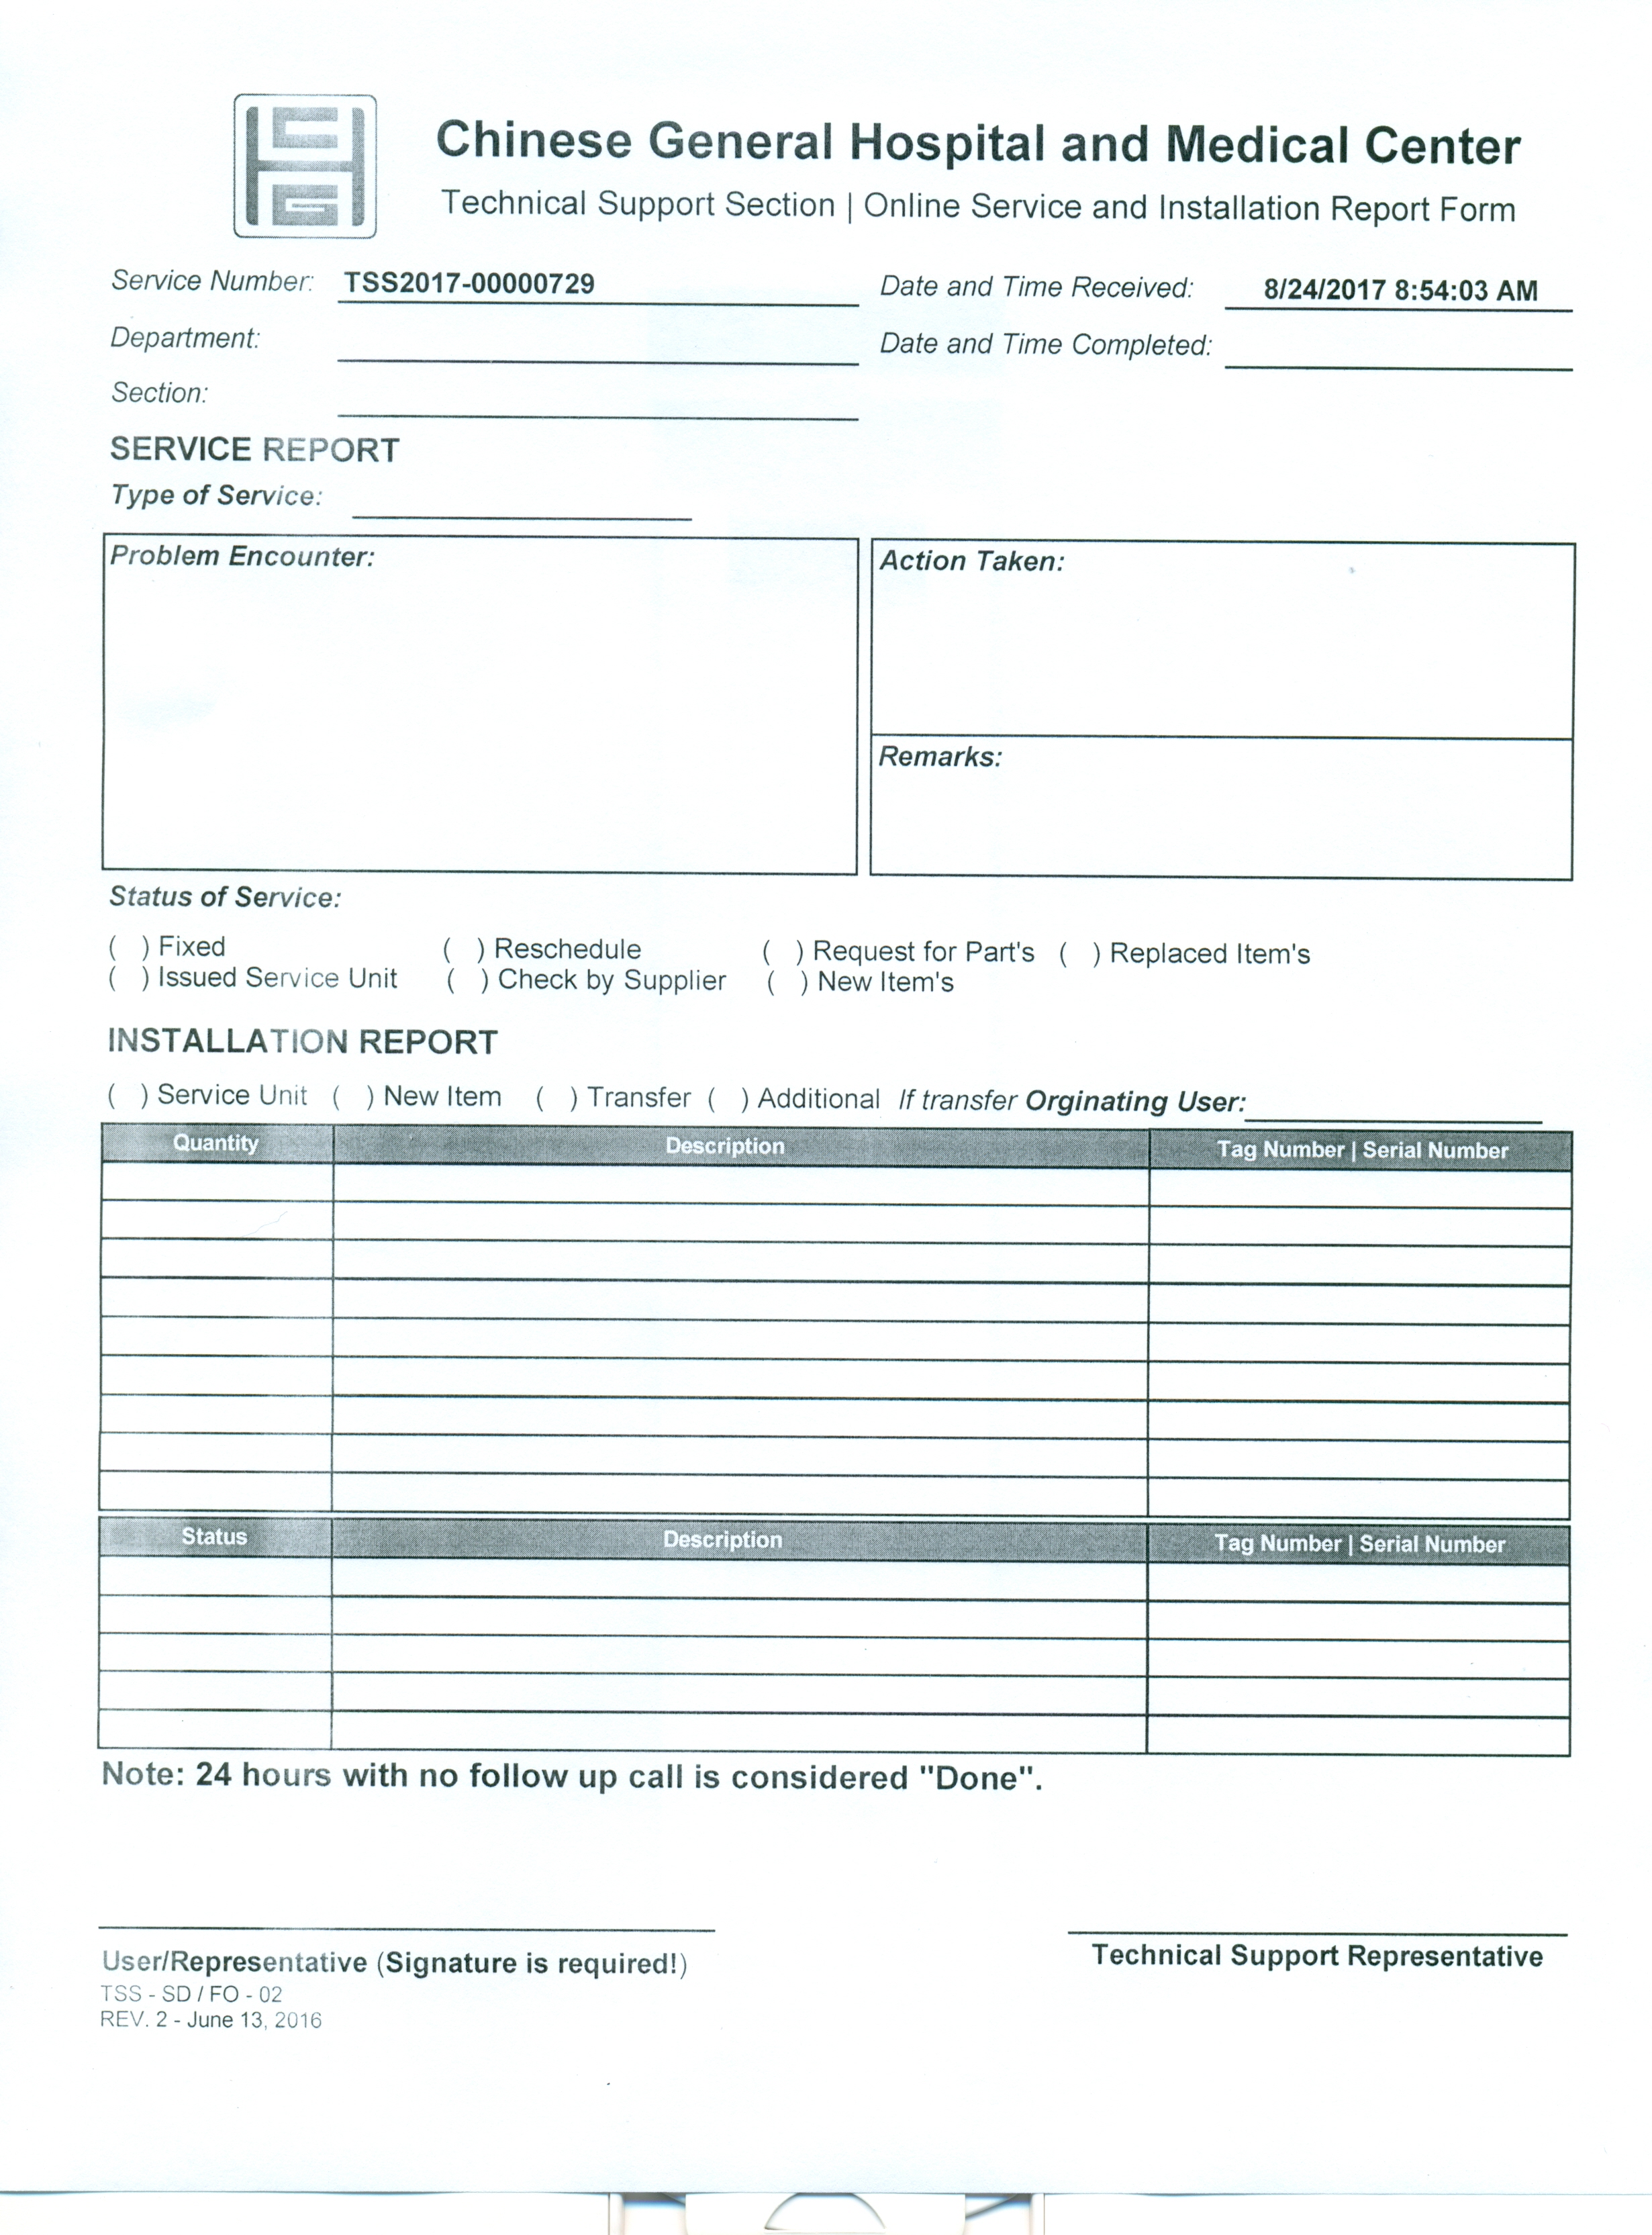 Chinese General Hospital and Medical Center
Technical Support Section | Online Service and Installation Report Form
Service Number: TSS2017-00000729 Date and Time Received: 8/24/2017 8:54:03 AM
Department: Date and Time Completed:
Section:
SERVICE REPORT
Type of Service:
Problem Encounter: Action Taken:
Remarks:
Status of Service:
( ) Fixed ( ) Reschedule ( ) Request for Part's ( ) Replaced Item's
( ) Issued Service Unit ( ) Check by Supplier ( ) New Item's
INSTALLATION REPORT
( ) Service Unit ( ) New Item ( ) Transfer ( ) Additional If transfer Orginating User:
Quantity Description Tag Number | Serial Number
Status Description Tag Number | Serial Number
Note: 24 hours with no follow up call is considered "Done".
User/Representative (Signature is required!) Technical Support Representative
TSS - SD / FO - 02
REV. 2 - June 13, 2016